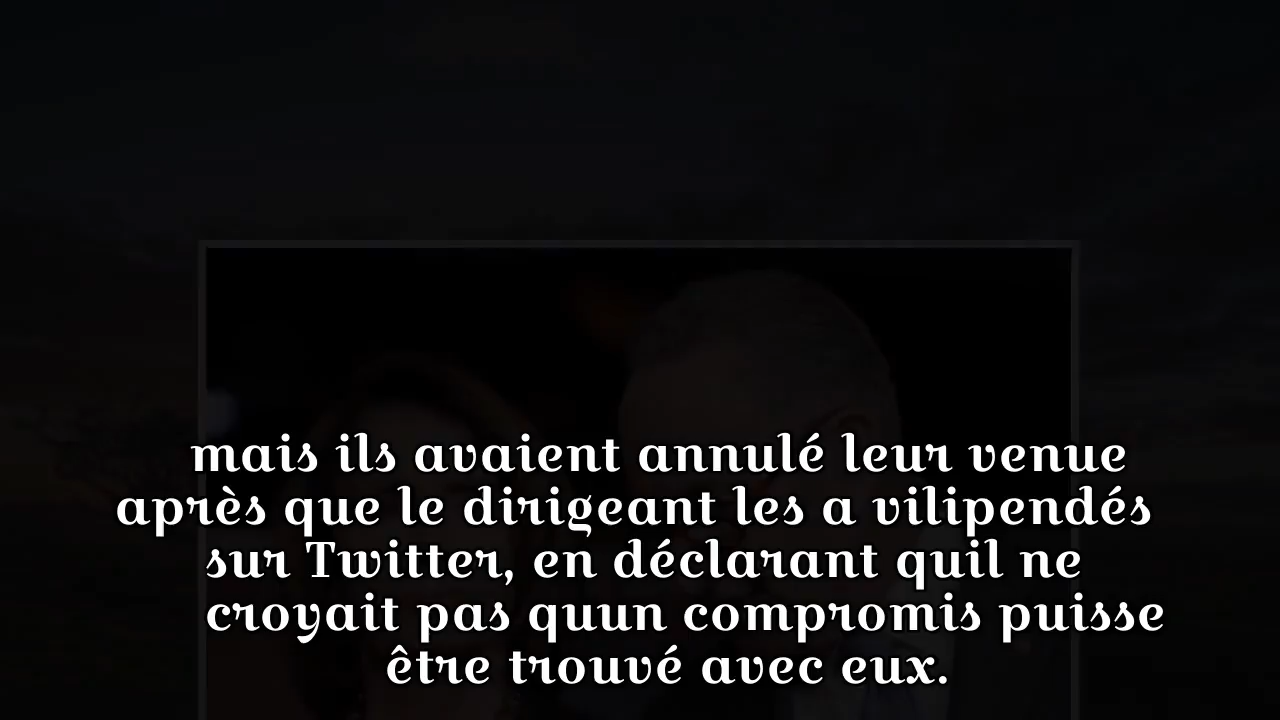 mais ils avaient annulé leur venue
après que le dirigeant les a vilipendés
sur Twitter, en déclarant quil ne
croyait pas quun compromis puisse
être trouvé avec eux.